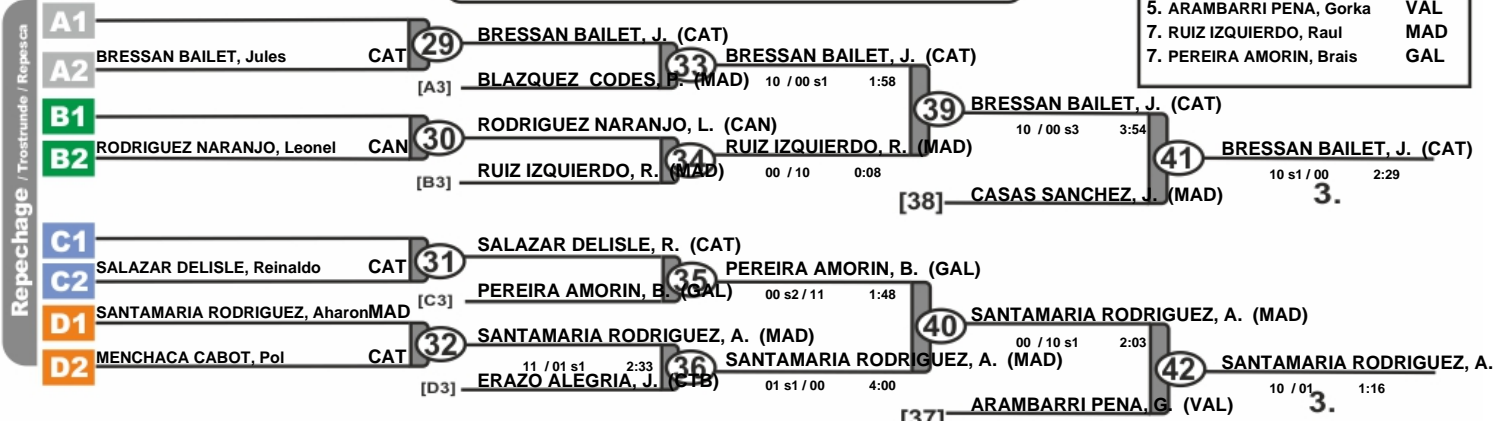 5. ARAMBARRI PENA, Gorka VAL
7. RUIZ IZQUIERDO, Raul MAD
7. PEREIRA AMORIN, Brais GAL
Repechage / Trostrunde / Repesca
A1
A2
BRESSAN BAILET, Jules CAT
29
BRESSAN BAILET, J. (CAT)
[A3]
BLAZQUEZ CODES, P. (MAD)
33
BRESSAN BAILET, J. (CAT)
10 / 00 s1 1:58
B1
B2
RODRIGUEZ NARANJO, Leonel CAN
30
RODRIGUEZ NARANJO, L. (CAN)
[B3]
RUIZ IZQUIERDO, R. (MAD)
34
RUIZ IZQUIERDO, R. (MAD)
00 / 10 0:08
39
BRESSAN BAILET, J. (CAT)
10 / 00 s3 3:54
[38]
CASAS SANCHEZ, J. (MAD)
41
BRESSAN BAILET, J. (CAT)
10 s1 / 00 2:29
3.
C1
C2
SALAZAR DELISLE, Reinaldo CAT
31
SALAZAR DELISLE, R. (CAT)
[C3]
PEREIRA AMORIN, B. (GAL)
35
PEREIRA AMORIN, B. (GAL)
00 s2 / 11 1:48
D1
SANTAMARIA RODRIGUEZ, Aharon MAD
D2
MENCHACA CABOT, Pol CAT
32
SANTAMARIA RODRIGUEZ, A. (MAD)
11 / 01 s1 2:33
[D3]
ERAZO ALEGRIA, J. (CTB)
36
SANTAMARIA RODRIGUEZ, A. (MAD)
01 s1 / 00 4:00
40
SANTAMARIA RODRIGUEZ, A. (MAD)
00 / 10 s1 2:03
[37]
ARAMBARRI PENA, G. (VAL)
42
SANTAMARIA RODRIGUEZ, A.
10 / 01 1:16
3.